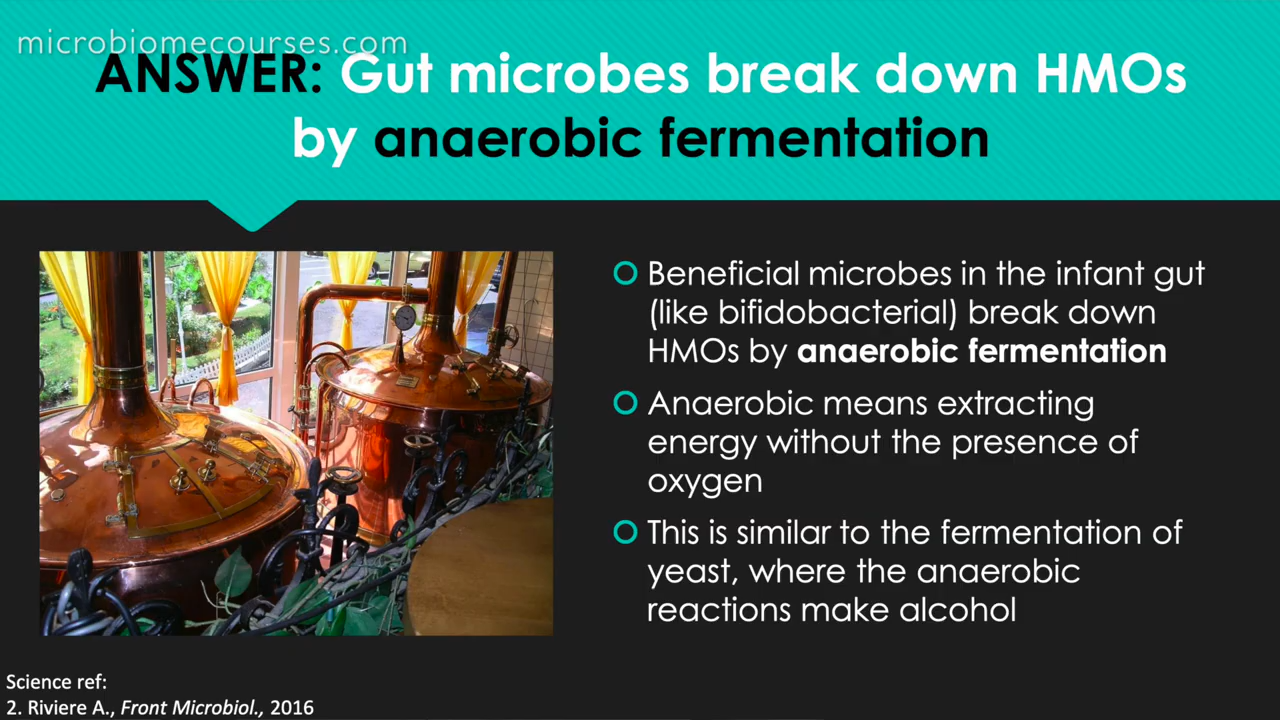 microbiomecourses.com
ANSWER: Gut microbes break down HMOs
by anaerobic fermentation
Beneficial microbes in the infant gut
(like bifidobacterial) break down
HMOs by anaerobic fermentation
Anaerobic means extracting
energy without the presence of
oxygen
This is similar to the fermentation of
yeast, where the anaerobic
reactions make alcohol
Science ref:
2. Riviere A., Front Microbiol., 2016